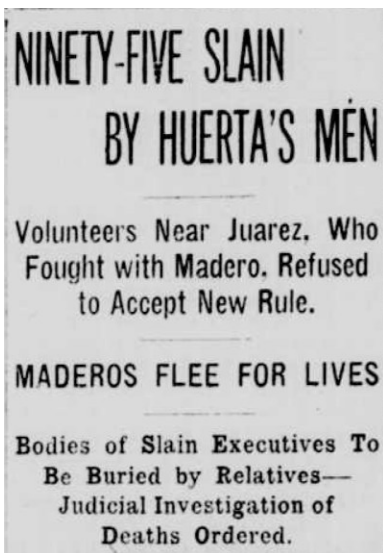 NINETY-FIVE SLAIN
BY HUERTA'S MEN
Volunteers Near Juarez, Who
Fought with Madero, Refused
to Accept New Rule.
MADEROS FLEE FOR LIVES
Bodies of Slain Executives To
Be Buried by Relatives—
Judicial Investigation of
Deaths Ordered.